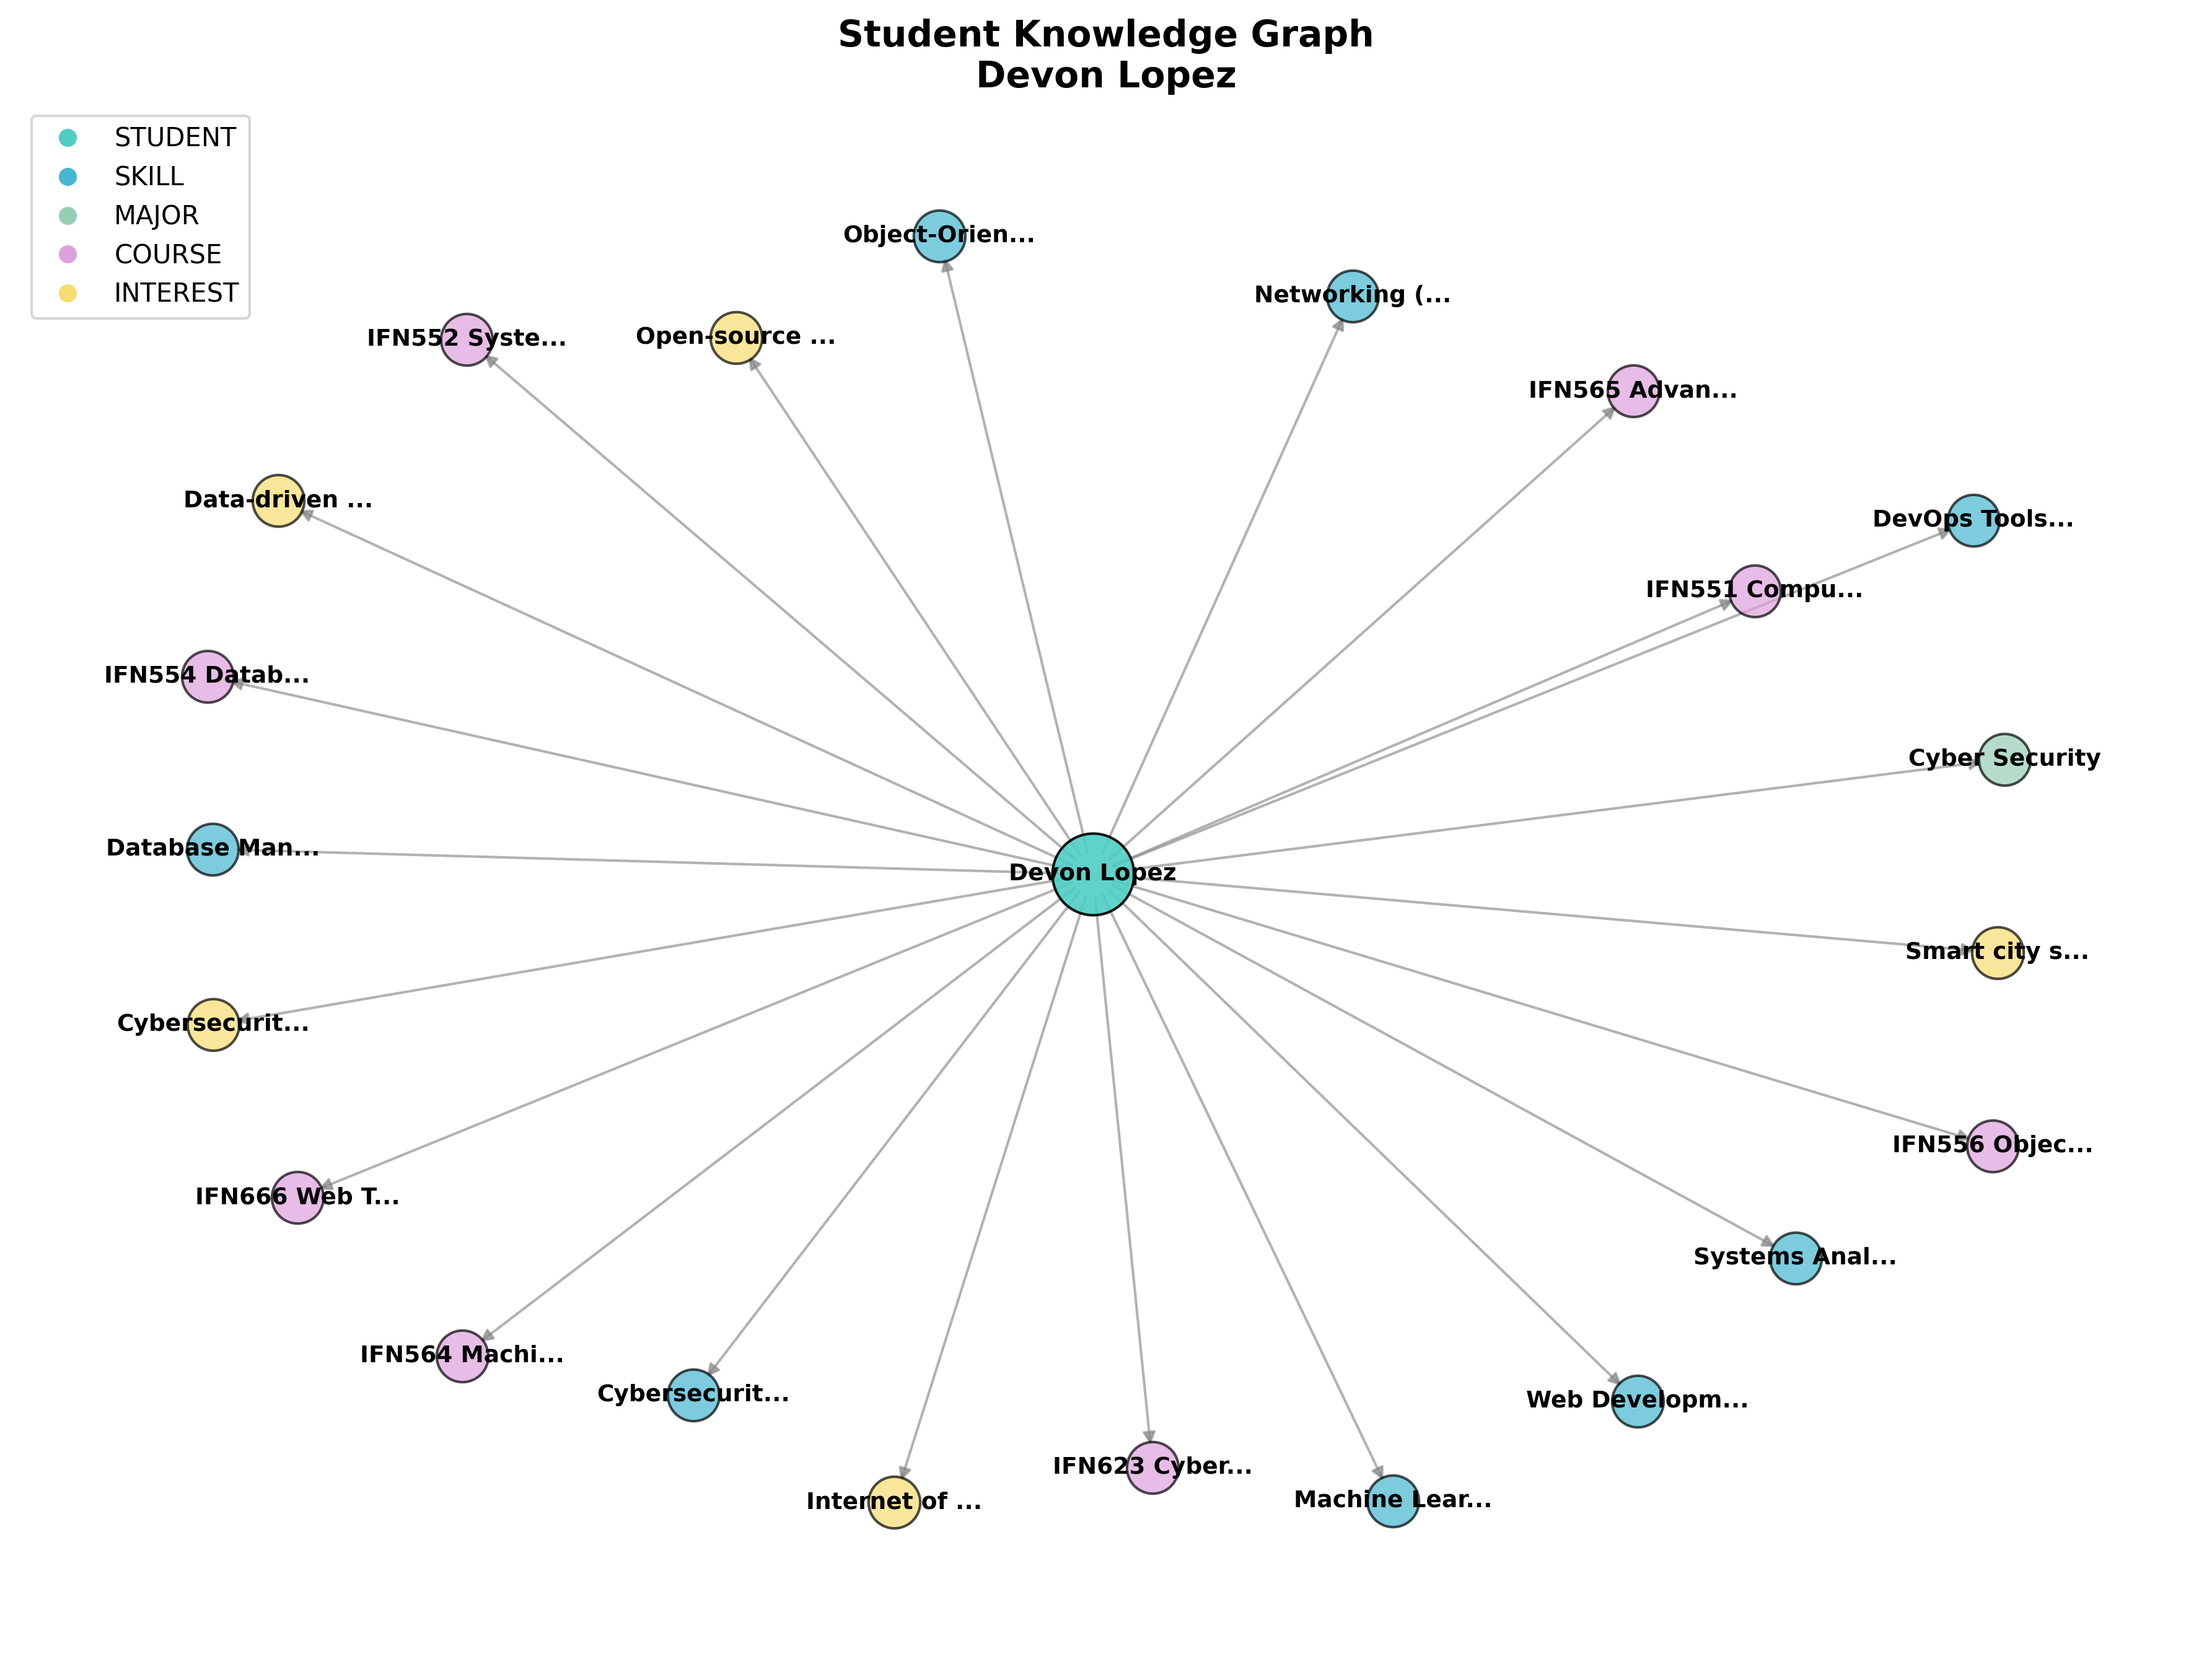 Student Knowledge Graph
Devon Lopez
STUDENT
SKILL
MAJOR
COURSE
INTEREST
Object-Orien...
Networking (...
IFN552 Syste...
Open-source ...
IFN565 Advan...
Data-driven ...
DevOps Tools...
IFN551 Compu...
IFN554 Datab...
Cyber Security
Database Man...
Devon Lopez
Smart city s...
Cybersecurit...
IFN556 Objec...
IFN666 Web T...
Systems Anal...
IFN564 Machi...
Cybersecurit...
Web Developm...
IFN623 Cyber...
Internet of ...
Machine Lear...